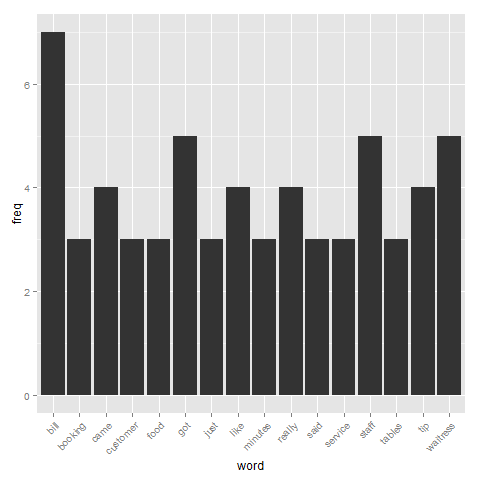 freq
6
4
2
0
bill
booking
came
customer
food
got
just
like
minutes
really
said
service
staff
tables
tip
waitress
word